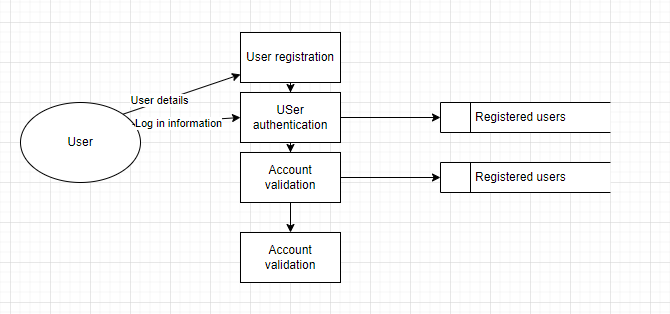 User registration
User details
USer
authentication
Log in information
Registered users
User
Account
validation
Registered users
Account
validation